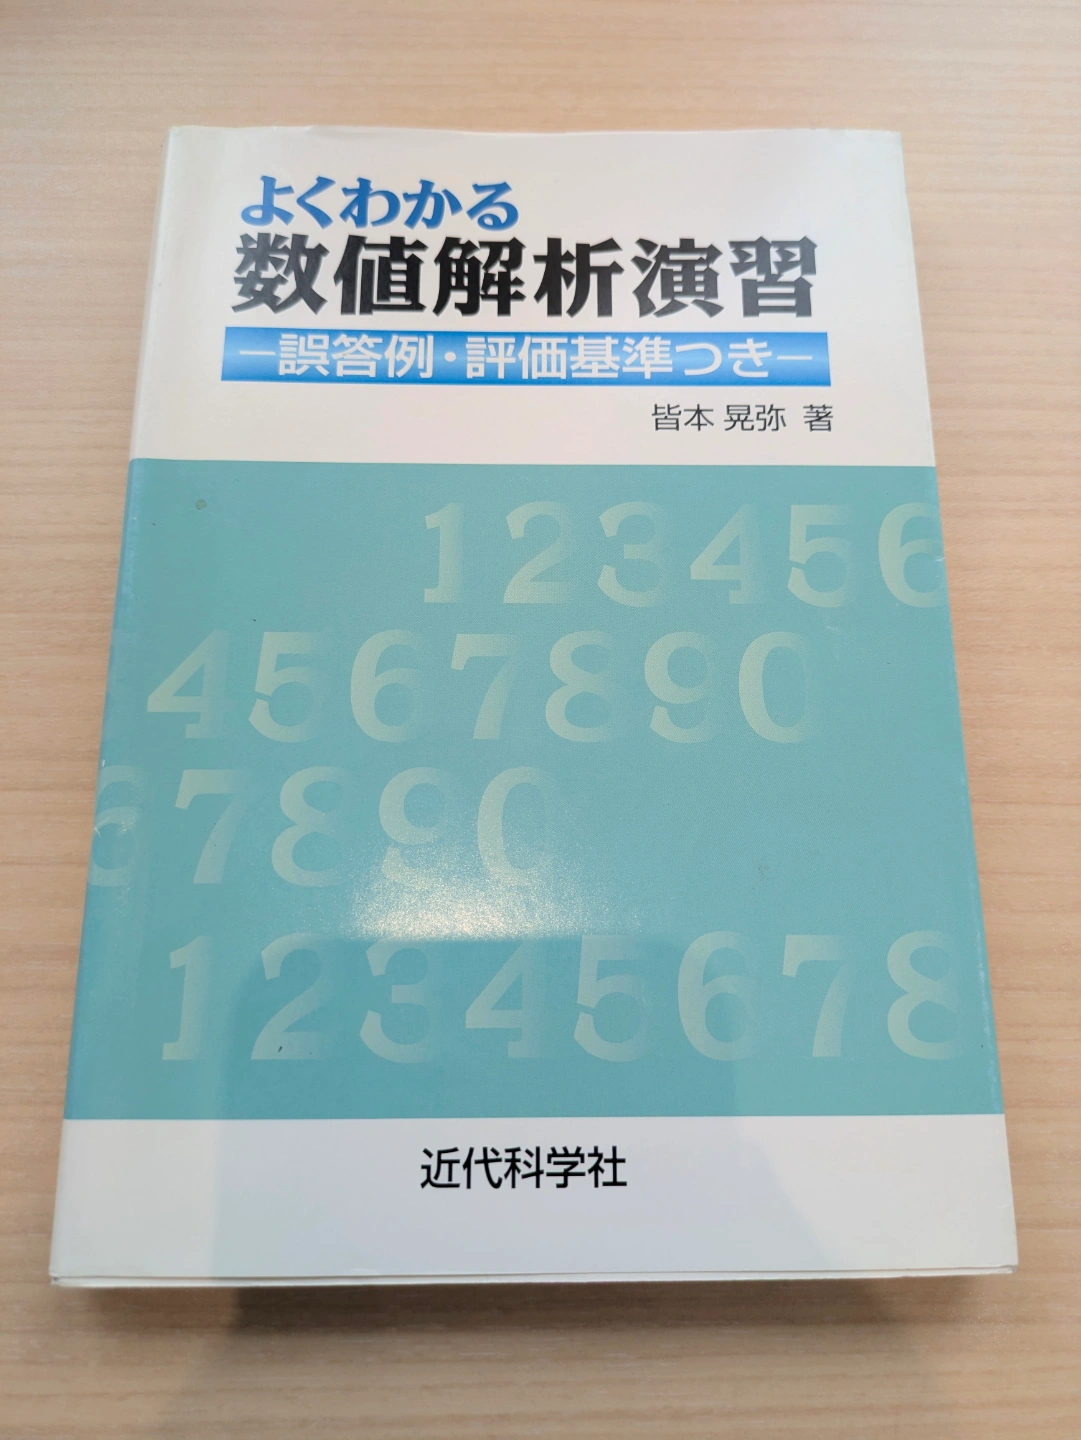 よくわかる
数値解析演習
－誤答例・評価基準つき－
皆本 晃弥 著
123456
4567890
67890
12345678
近代科学社